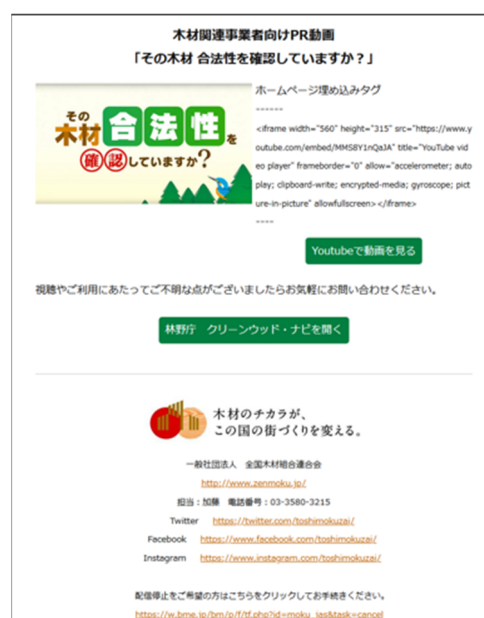 木材関連事業者向けPR動画
「その木材 合法性を確認していますか？」
その
木材合法性を
確認していますか？
ホームページ埋め込みタグ
------
<iframe width="560" height="315" src="https://www.y
outube.com/embed/MMS8Y1nQaJA" title="YouTube vid
eo player" frameborder="0" allow="accelerometer; auto
play; clipboard-write; encrypted-media; gyroscope; pict
ure-in-picture" allowfullscreen></iframe>
----
Youtubeで動画を見る
視聴やご利用にあたってご不明な点がございましたらお気軽にお問い合わせください。
林野庁 クリーンウッド・ナビを開く
木材のチカラが、
この国の街づくりを変える。
一般社団法人 全国木材組合連合会
http://www.zenmoku.jp/
担当：加藤 電話番号：03-3580-3215
Twitter https://twitter.com/toshimokuzai/
Facebook https://www.facebook.com/toshimokuzai/
Instagram https://www.instagram.com/toshimokuzai/
配信停止をご希望の方はこちらをクリックしてお手続きください。
https://w.bme.jp/bm/p/f/tf.php?id=moku_jas&task=cancel